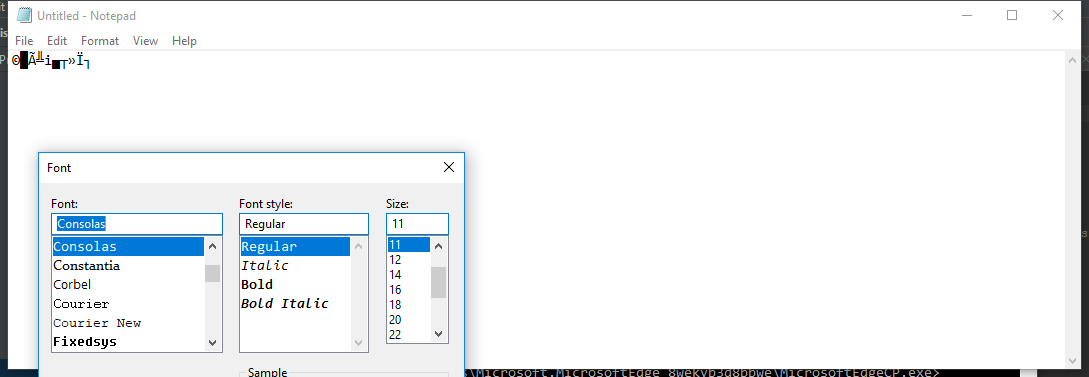 Untitled - Notepad
File Edit Format View Help
Font
Font: Font style: Size:
Consolas Regular 11
Consolas Regular 11
Constantia Italic 12
Corbel Bold 14
Courier Bold Italic 16
Courier New 18
Fixedsys 20
22
Sample
s\Microsoft.MicrosoftEdge_8wekyb3d8bbwe\MicrosoftEdgeCP.exe>